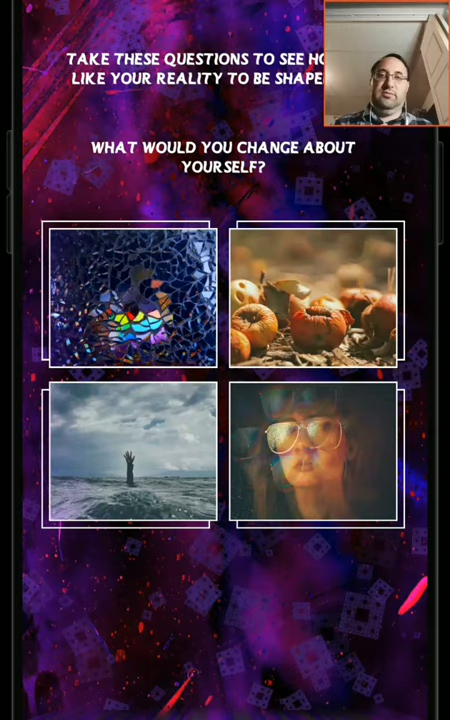 TAKE THESE QUESTIONS TO SEE
LIKE YOUR REALITY TO BE
WHAT WOULD YOU CHANGE ABOUT
YOURSELF?